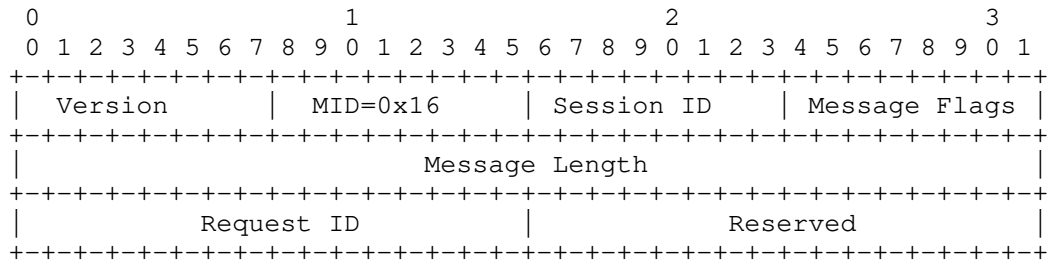 0                   1                   2                   3
 0 1 2 3 4 5 6 7 8 9 0 1 2 3 4 5 6 7 8 9 0 1 2 3 4 5 6 7 8 9 0 1
+-+-+-+-+-+-+-+-+-+-+-+-+-+-+-+-+-+-+-+-+-+-+-+-+-+-+-+-+-+-+-+-+
|  Version      |  MID=0x16     | Session ID    | Message Flags |
+-+-+-+-+-+-+-+-+-+-+-+-+-+-+-+-+-+-+-+-+-+-+-+-+-+-+-+-+-+-+-+-+
|                         Message Length                        |
+-+-+-+-+-+-+-+-+-+-+-+-+-+-+-+-+-+-+-+-+-+-+-+-+-+-+-+-+-+-+-+-+
|           Request ID          |            Reserved           |
+-+-+-+-+-+-+-+-+-+-+-+-+-+-+-+-+-+-+-+-+-+-+-+-+-+-+-+-+-+-+-+-+